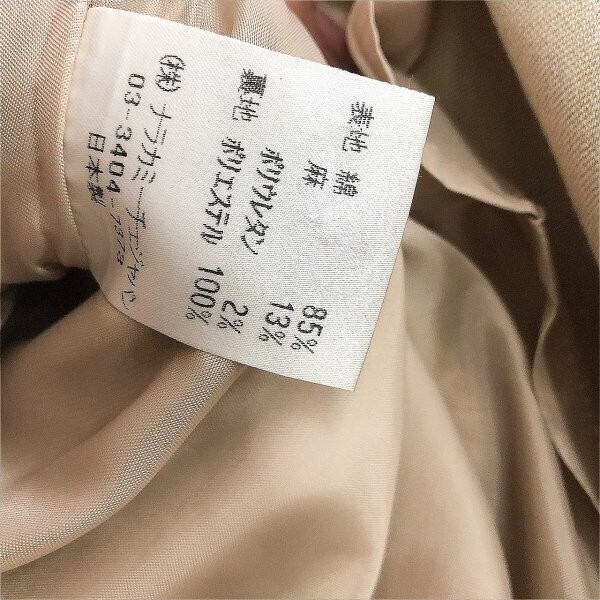 表地 綿 85%
麻 13%
ポリウレタン 2%
裏地 ポリエステル 100%
(株)ナラカミーチェジャパン
03-3404-7373
日本製